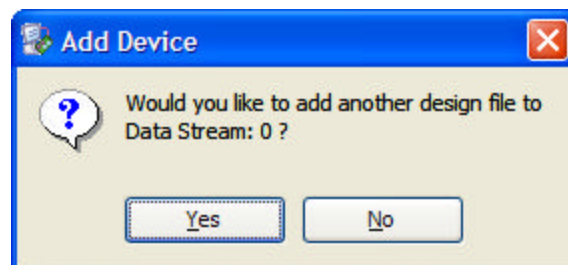 Add Device
Would you like to add another design file to
Data Stream: 0 ?
Yes
No